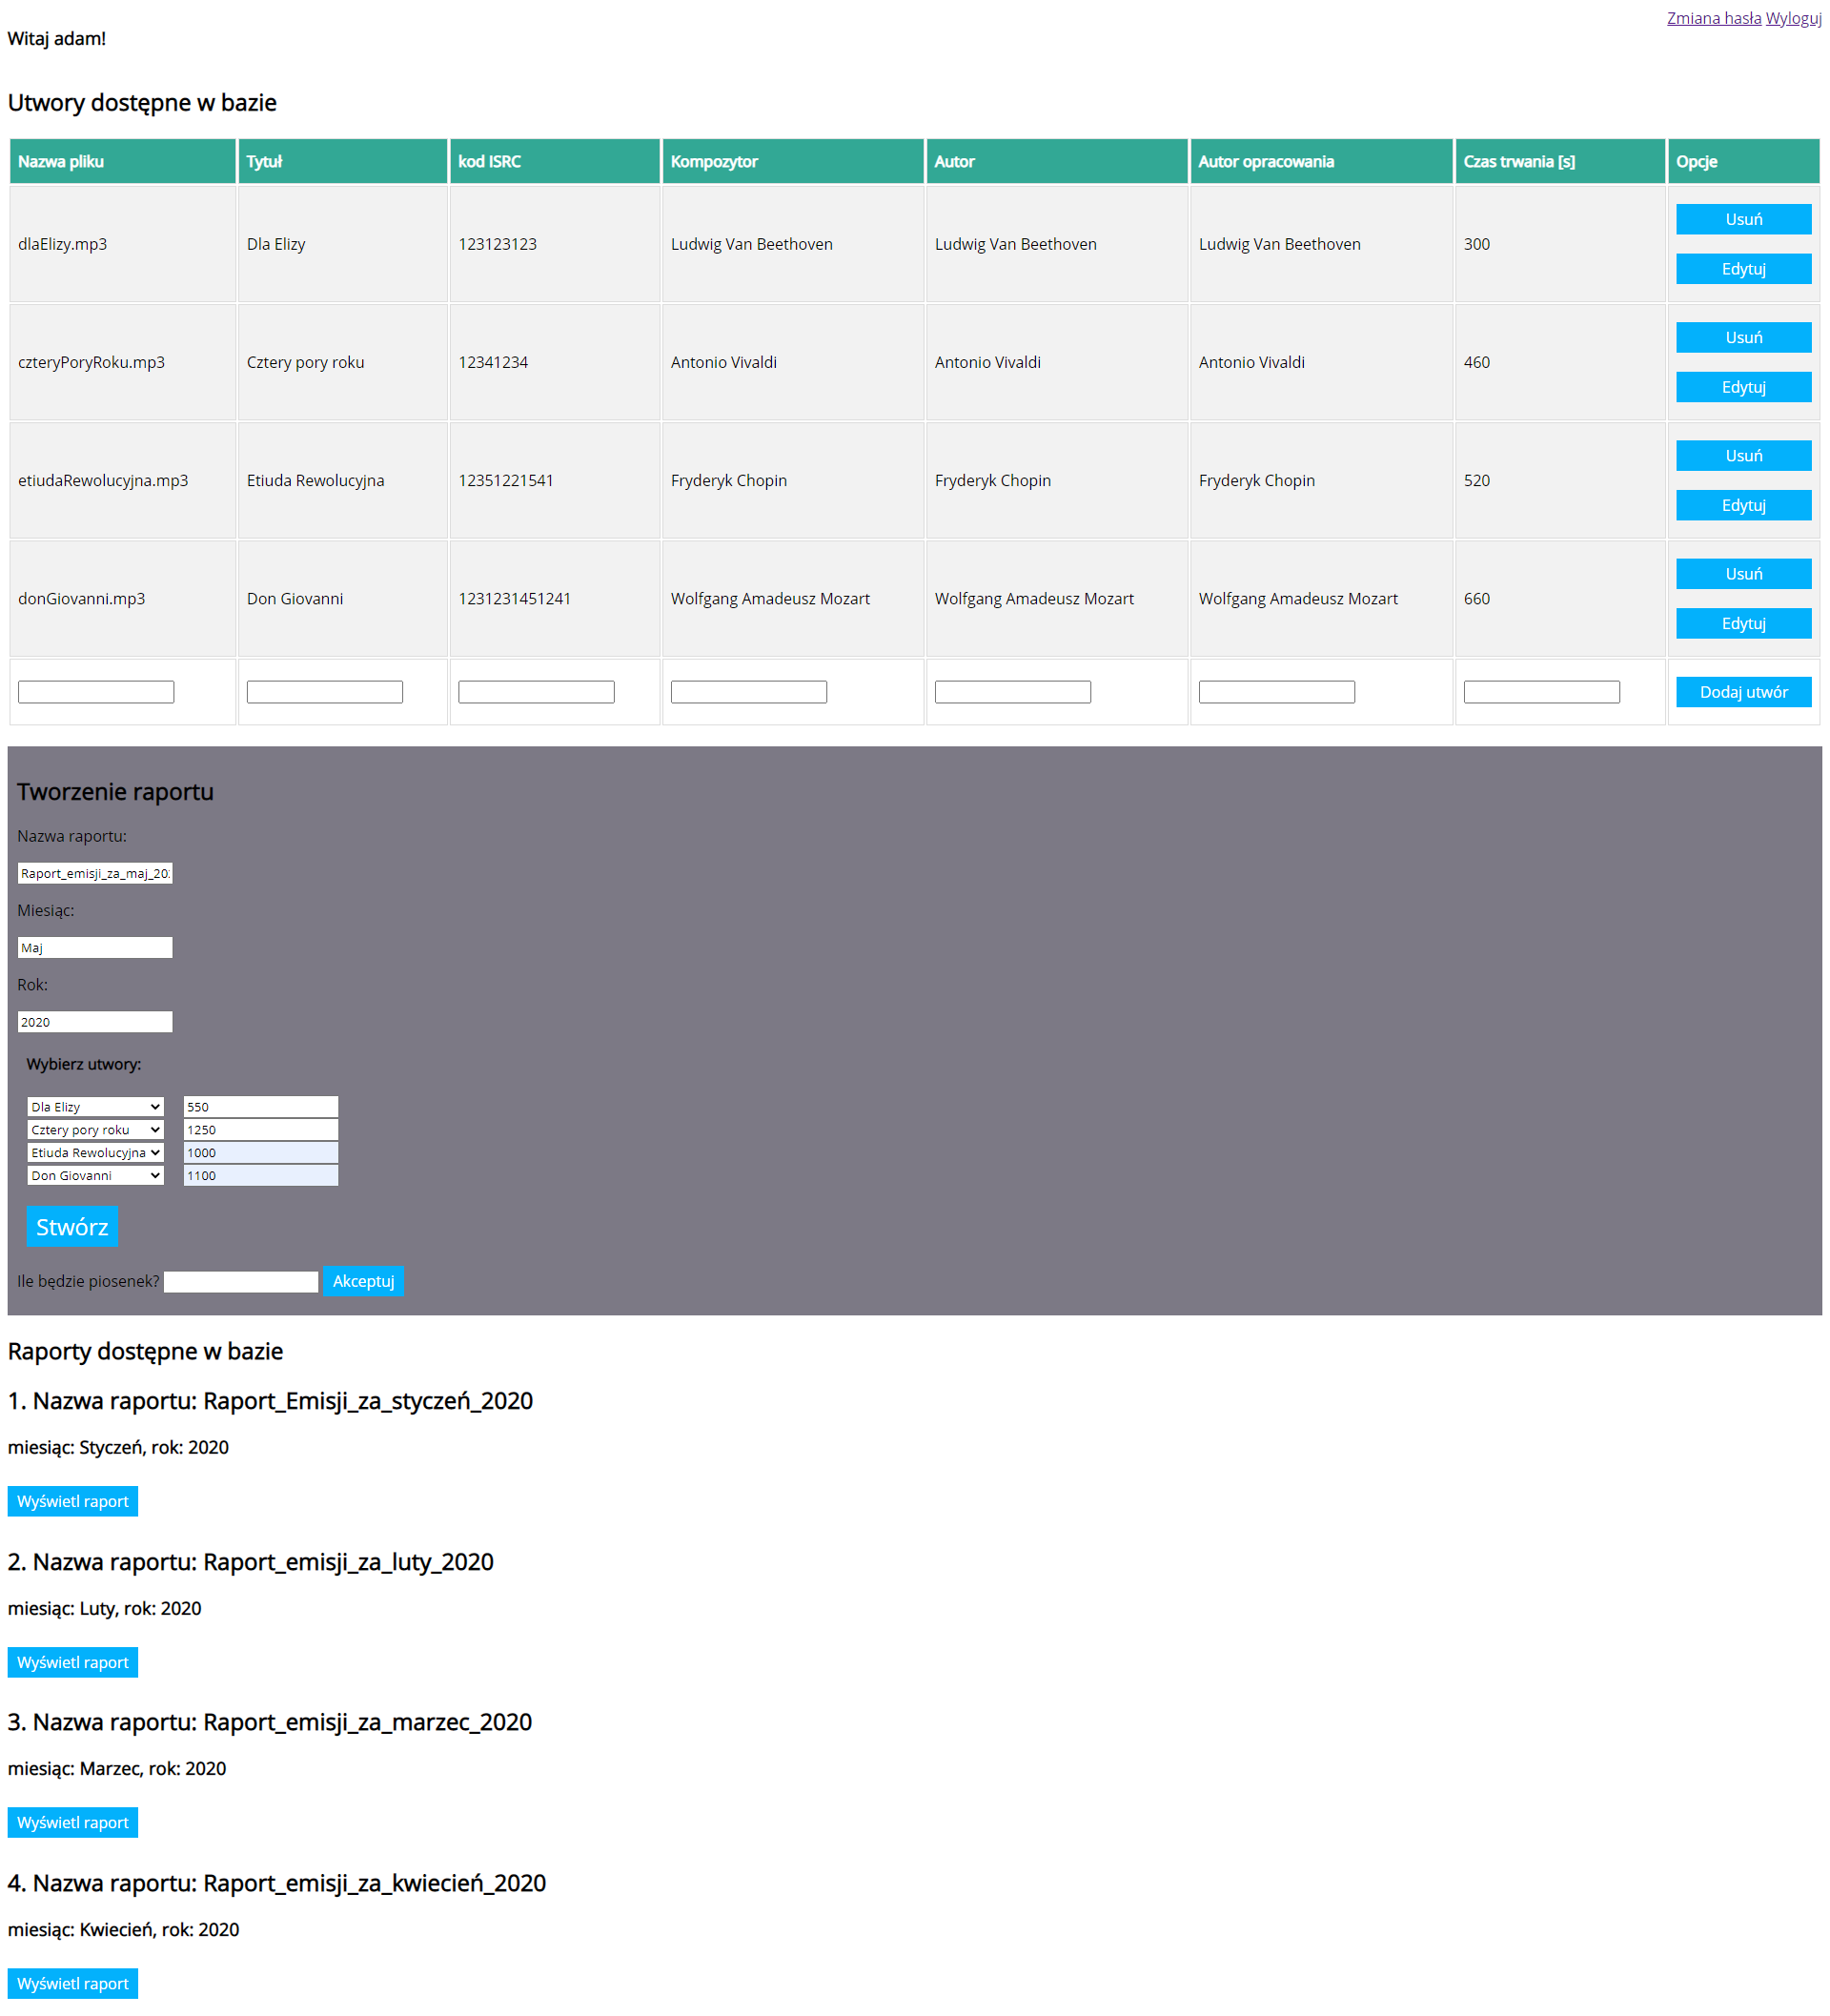 Zmiana hasła Wyloguj
Witaj adam!
Utwory dostępne w bazie
Nazwa pliku Tytuł kod ISRC Kompozytor Autor Autor opracowania Czas trwania [s] Opcje
dlaElizy.mp3 Dla Elizy 123123123 Ludwig Van Beethoven Ludwig Van Beethoven Ludwig Van Beethoven 300 Usuń
Edytuj
czteryPoryRoku.mp3 Cztery pory roku 12341234 Antonio Vivaldi Antonio Vivaldi Antonio Vivaldi 460 Usuń
Edytuj
etiudaRewolucyjna.mp3 Etiuda Rewolucyjna 12351221541 Fryderyk Chopin Fryderyk Chopin Fryderyk Chopin 520 Usuń
Edytuj
donGiovanni.mp3 Don Giovanni 1231231451241 Wolfgang Amadeusz Mozart Wolfgang Amadeusz Mozart Wolfgang Amadeusz Mozart 660 Usuń
Edytuj
Dodaj utwór
Tworzenie raportu
Nazwa raportu:
Raport_emisji_za_maj_20
Miesiąc:
Maj
Rok:
2020
Wybierz utwory:
Dla Elizy 550
Cztery pory roku 1250
Etiuda Rewolucyjna 1000
Don Giovanni 1100
Stwórz
Ile będzie piosenek? Akceptuj
Raporty dostępne w bazie
1. Nazwa raportu: Raport_Emisji_za_styczeń_2020
miesiąc: Styczeń, rok: 2020
Wyświetl raport
2. Nazwa raportu: Raport_emisji_za_luty_2020
miesiąc: Luty, rok: 2020
Wyświetl raport
3. Nazwa raportu: Raport_emisji_za_marzec_2020
miesiąc: Marzec, rok: 2020
Wyświetl raport
4. Nazwa raportu: Raport_emisji_za_kwiecień_2020
miesiąc: Kwiecień, rok: 2020
Wyświetl raport